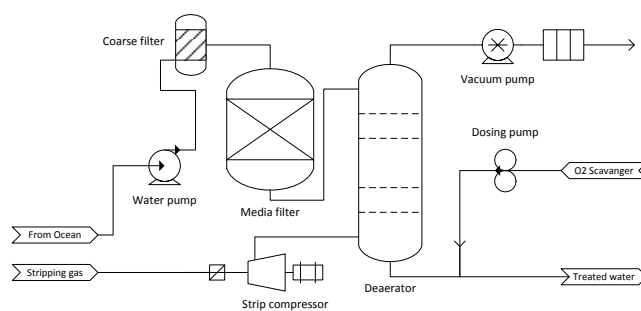 Coarse filter
Vacuum pump
Dosing pump
O2 Scavanger
Water pump
Media filter
From Ocean
Stripping gas
Treated water
Deaerator
Strip compressor